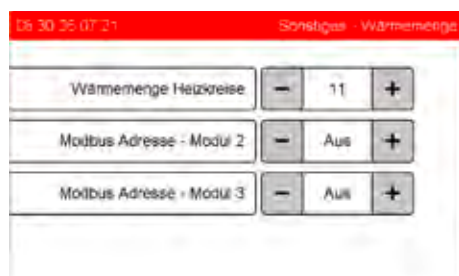 Sonstiges - Wärmemenge
Wärmemenge Heizkreise − 11 +
Modbus Adresse - Modul 2 − Aus +
Modbus Adresse - Modul 3 − Aus +